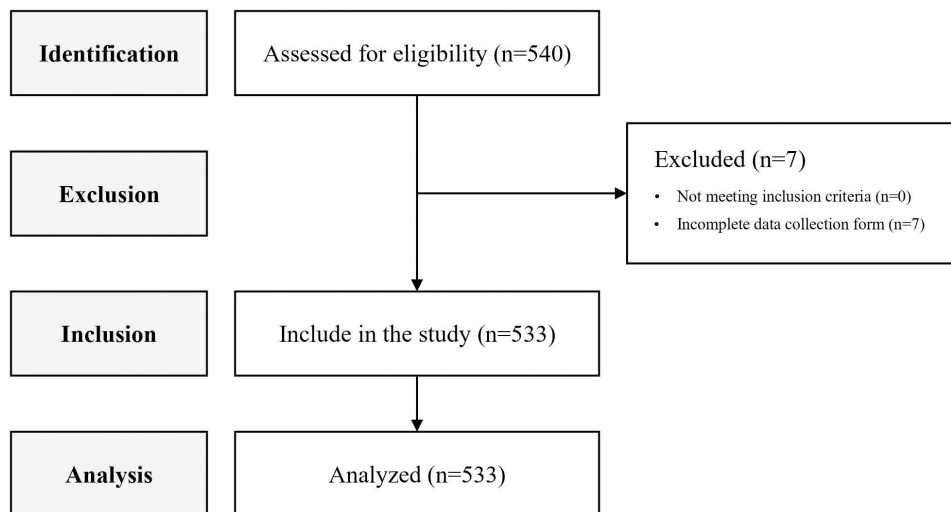 Identification
Assessed for eligibility (n=540)
Exclusion
Excluded (n=7)
• Not meeting inclusion criteria (n=0)
• Incomplete data collection form (n=7)
Inclusion
Include in the study (n=533)
Analysis
Analyzed (n=533)